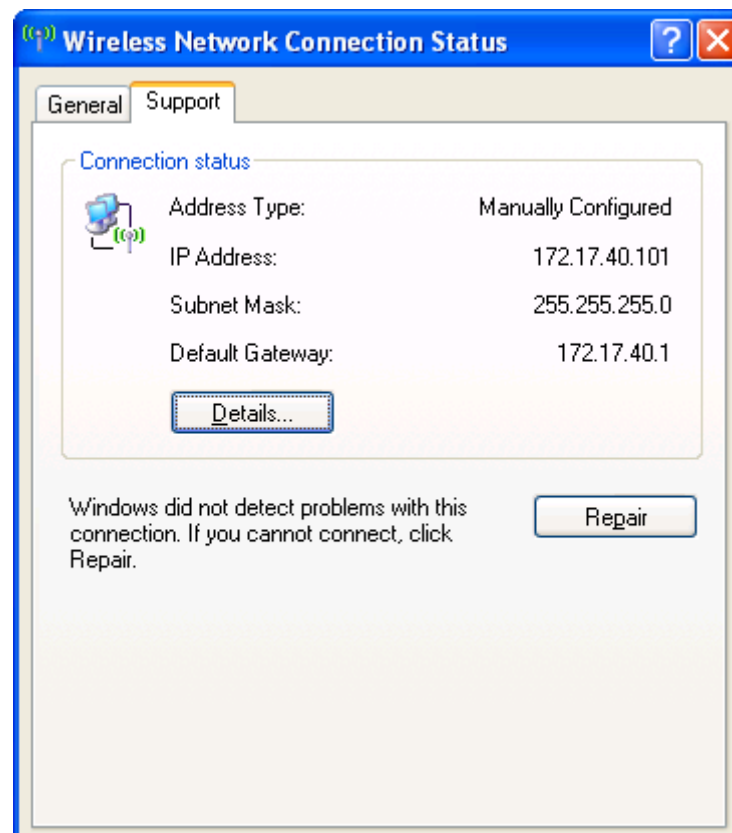 Wireless Network Connection Status
General
Support
Connection status
Address Type: Manually Configured
IP Address: 172.17.40.101
Subnet Mask: 255.255.255.0
Default Gateway: 172.17.40.1
Details...
Windows did not detect problems with this
connection. If you cannot connect, click
Repair.
Repair